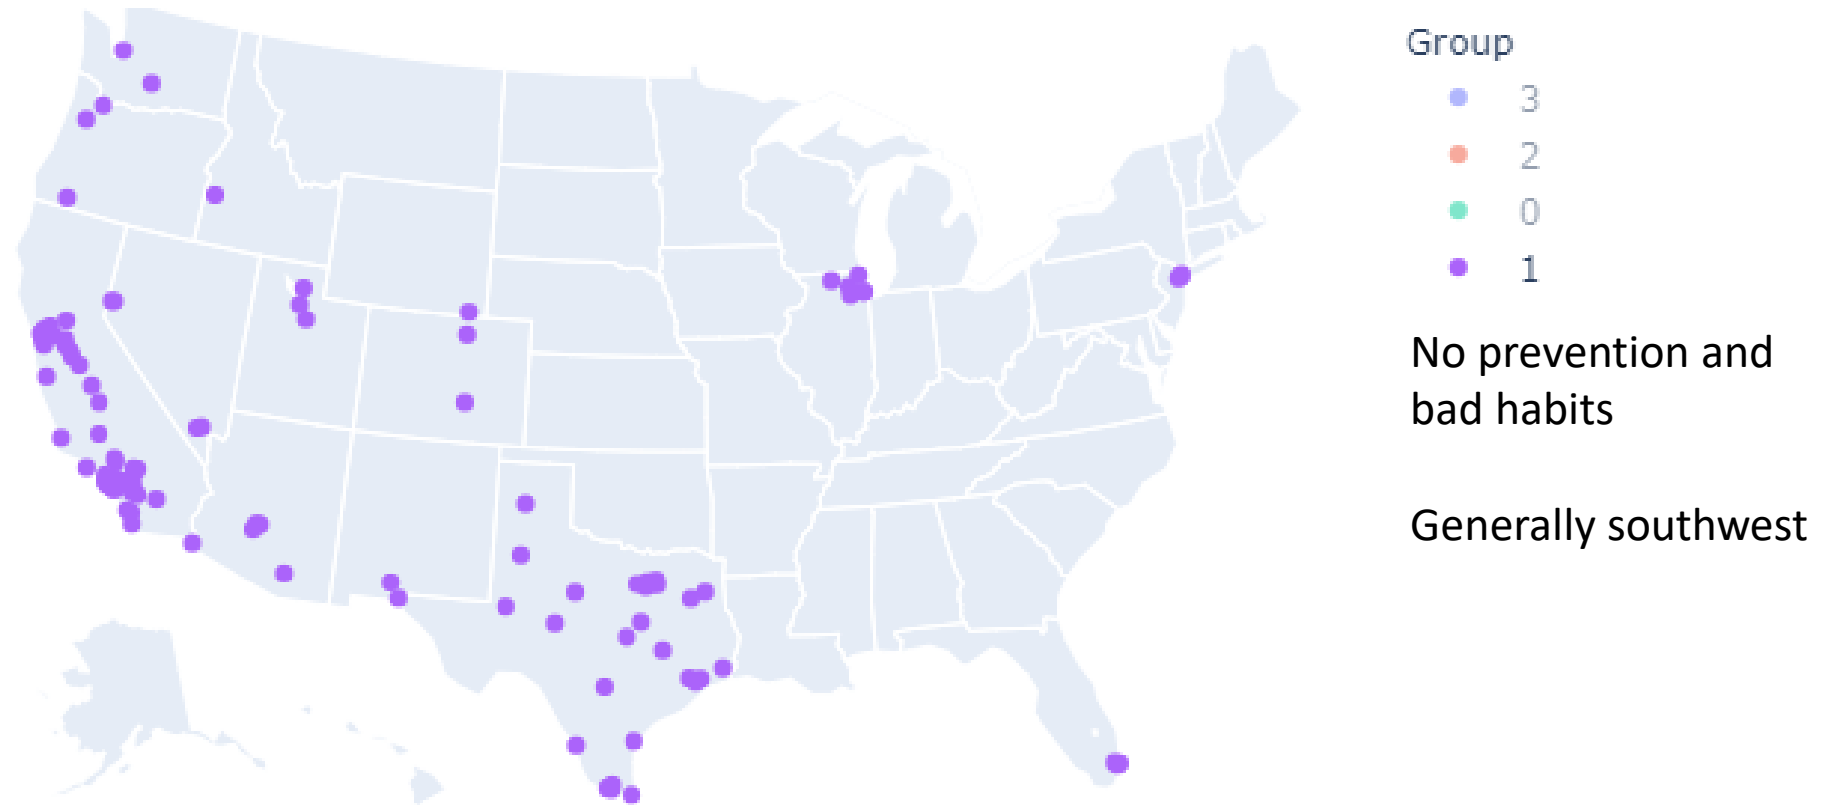 Group
3
2
0
1
No prevention and
bad habits
Generally southwest